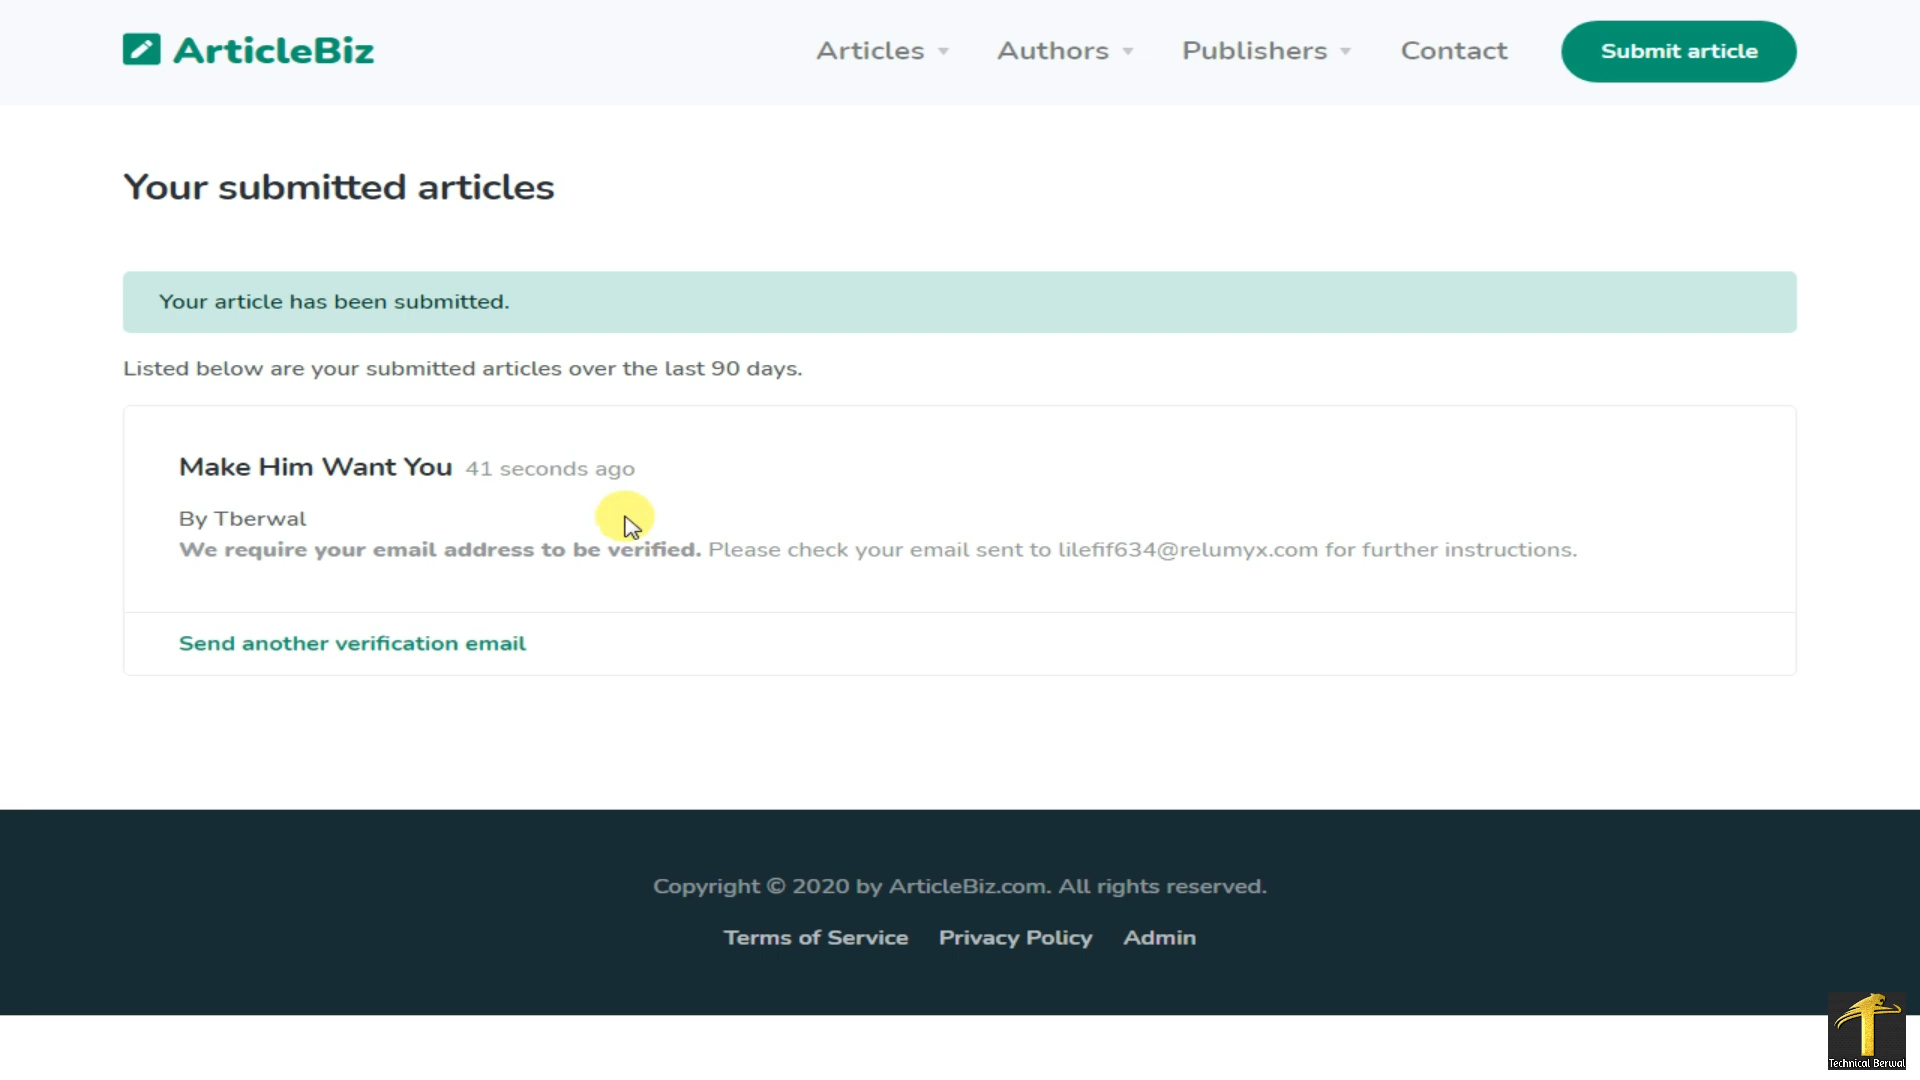 ArticleBiz
Articles Authors Publishers Contact Submit article
Your submitted articles
Your article has been submitted.
Listed below are your submitted articles over the last 90 days.
Make Him Want You 41 seconds ago
By Tberwal
We require your email address to be verified. Please check your email sent to lilefif634@relumyx.com for further instructions.
Send another verification email
Copyright © 2020 by ArticleBiz.com. All rights reserved.
Terms of Service Privacy Policy Admin
Technical Berwal